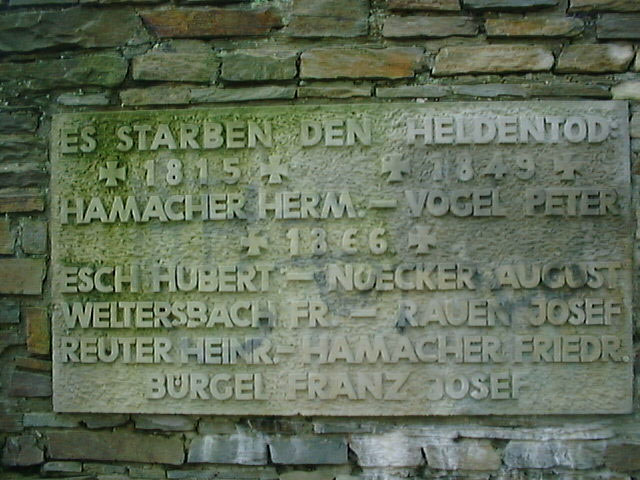 ES STARBEN DEN HELDENTOD:
✠ 1815 ✠ ✠ 1849 ✠
HAMACHER HERM. – VOGEL PETER
✠ 1866 ✠
ESCH HUBERT – NUECKER AUGUST
WELTERSBACH FR. – RAUEN JOSEF
REUTER HEINR. – HAMACHER FRIEDR.
BÜRGEL FRANZ JOSEF